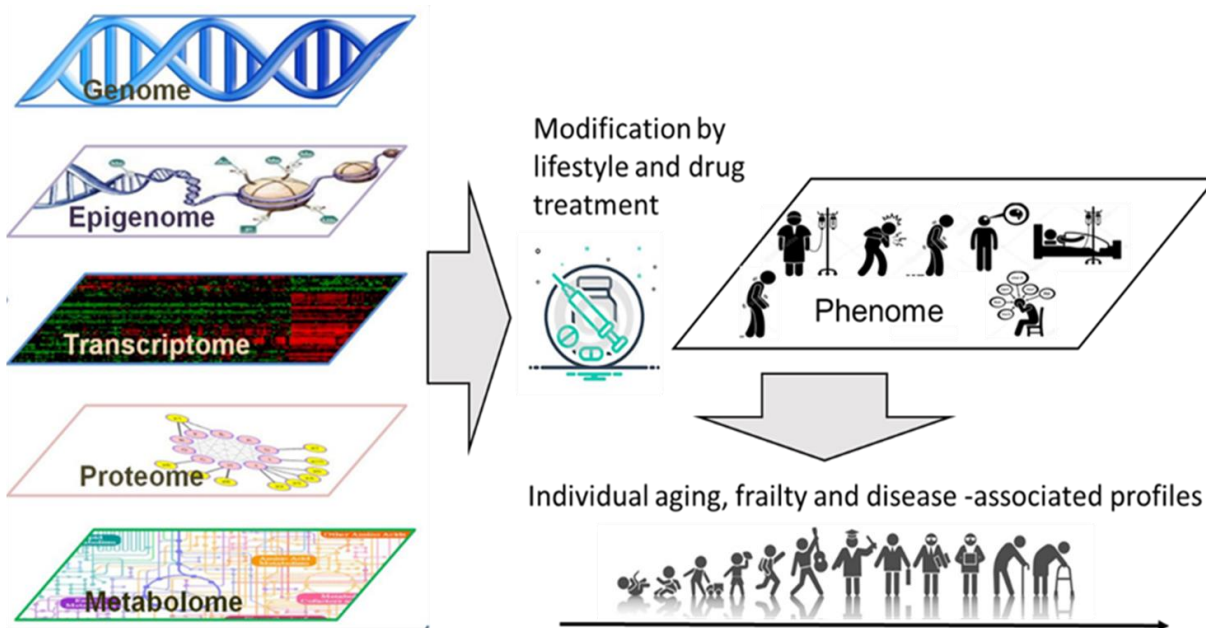 Genome
Epigenome
Transcriptome
Proteome
Metabolome
Modification by
lifestyle and drug
treatment
Phenome
Individual aging, frailty and disease -associated profiles